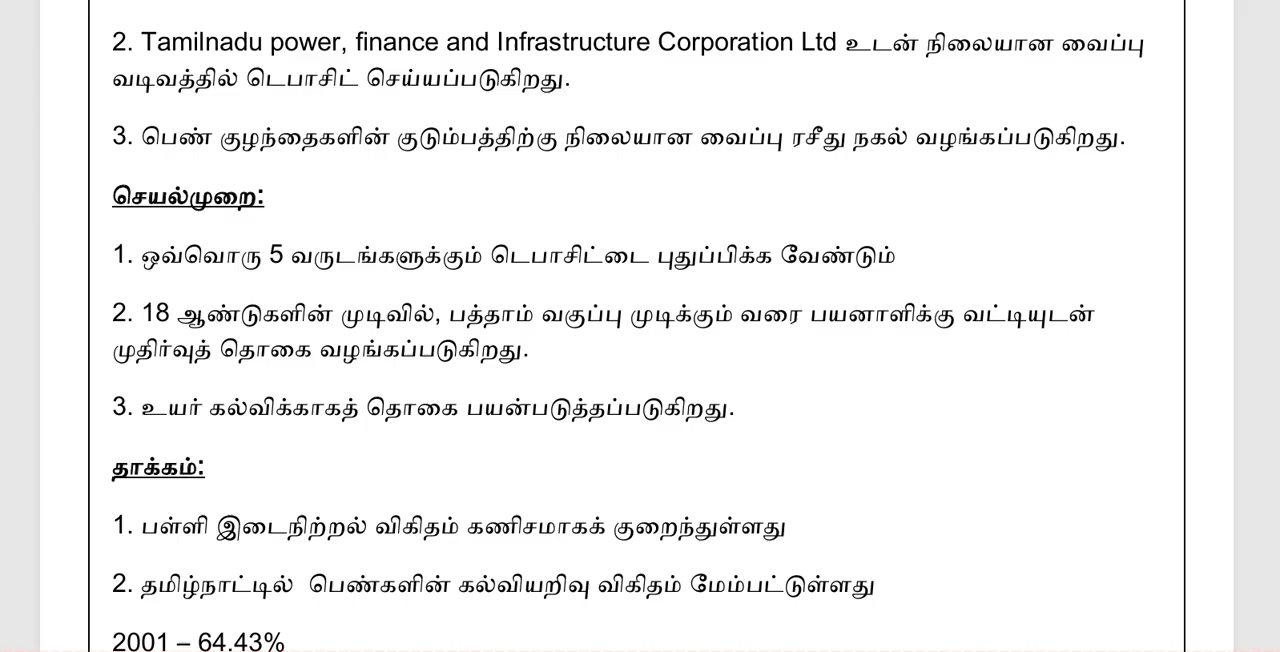 2. Tamilnadu power, finance and Infrastructure Corporation Ltd உடன் நிலையான வைப்பு
வடிவத்தில் டெபாசிட் செய்யப்படுகிறது.
3. பெண் குழந்தைகளின் குடும்பத்திற்கு நிலையான வைப்பு ரசீது நகல் வழங்கப்படுகிறது.
செயல்முறை:
1. ஒவ்வொரு 5 வருடங்களுக்கும் டெபாசிட்டை புதுப்பிக்க வேண்டும்
2. 18 ஆண்டுகளின் முடிவில், பத்தாம் வகுப்பு முடிக்கும் வரை பயனாளிக்கு வட்டியுடன்
முதிர்வுத் தொகை வழங்கப்படுகிறது.
3. உயர் கல்விக்காகத் தொகை பயன்படுத்தப்படுகிறது.
தாக்கம்:
1. பள்ளி இடைநிற்றல் விகிதம் கணிசமாகக் குறைந்துள்ளது
2. தமிழ்நாட்டில் பெண்களின் கல்வியறிவு விகிதம் மேம்பட்டுள்ளது
2001 – 64.43%